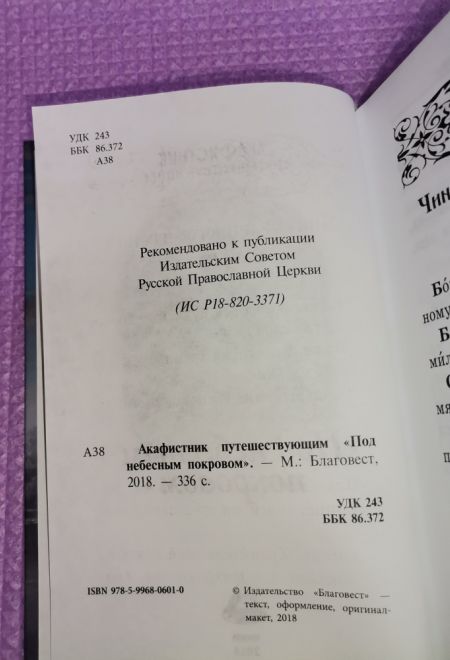 УДК 243
ББК 86.372
А38
Рекомендовано к публикации
Издательским Советом
Русской Православной Церкви
(ИС Р18-820-3371)
А38 Акафистник путешествующим «Под
небесным покровом». — М.: Благовест,
2018. — 336 с.
УДК 243
ББК 86.372
ISBN 978-5-9968-0601-0
© Издательство «Благовест» —
текст, оформление, оригинал-
макет, 2018
Чин
ному